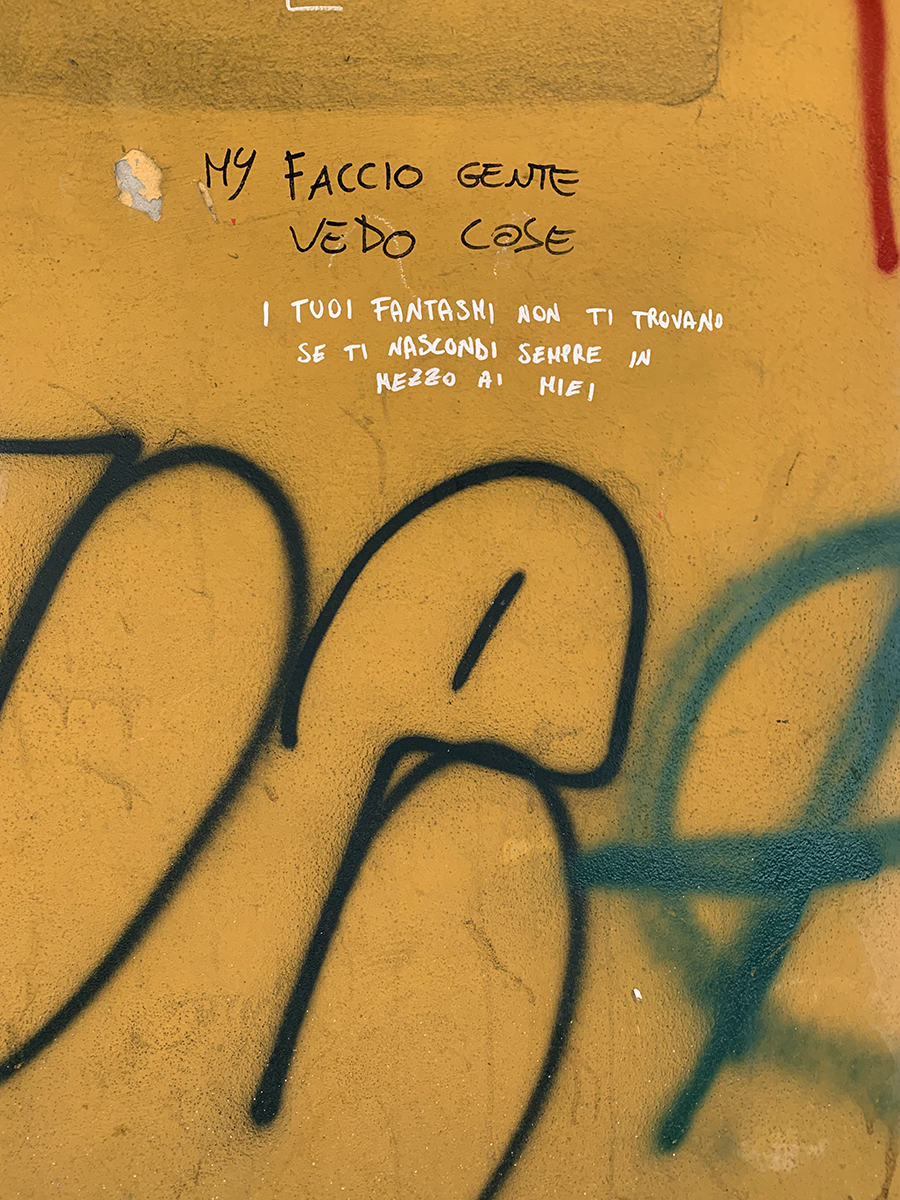 MY FACCIO GENTE
VEDO COSE
I TUOI FANTASMI NON TI TROVANO
SE TI NASCONDI SEMPRE IN
MEZZO AI MIEI